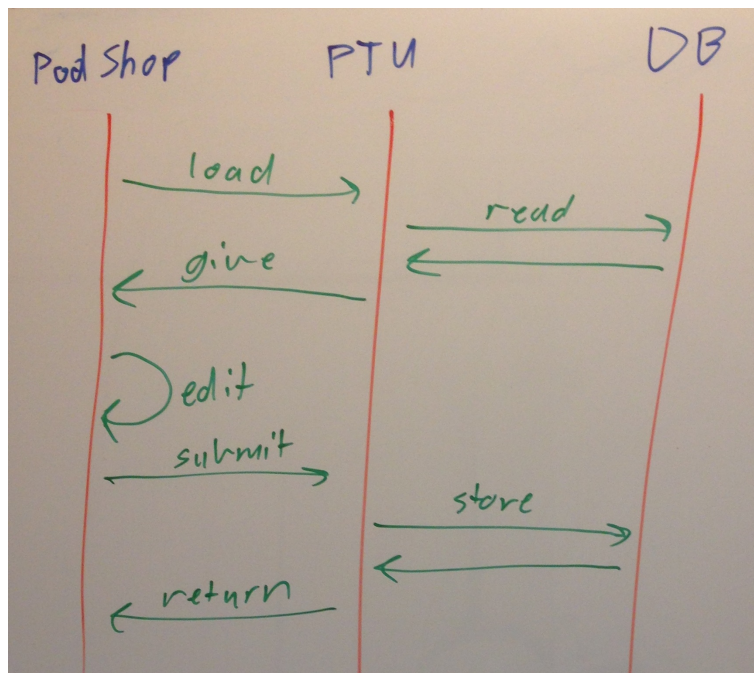 Pod Shop PTU DB
load
read
give
edit
submit
store
return